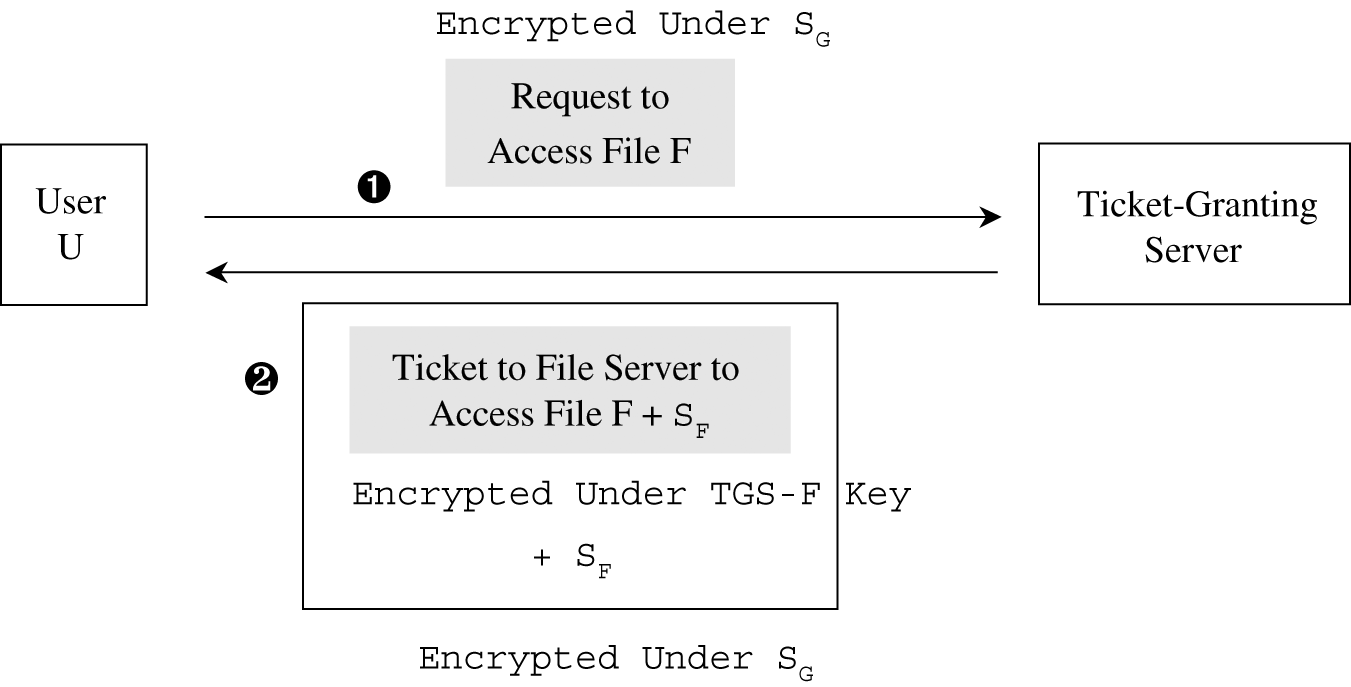 Encrypted Under S_G
Request to
Access File F
❶
User
U
Ticket-Granting
Server
❷
Ticket to File Server to
Access File F + S_F
Encrypted Under TGS-F Key
+ S_F
Encrypted Under S_G